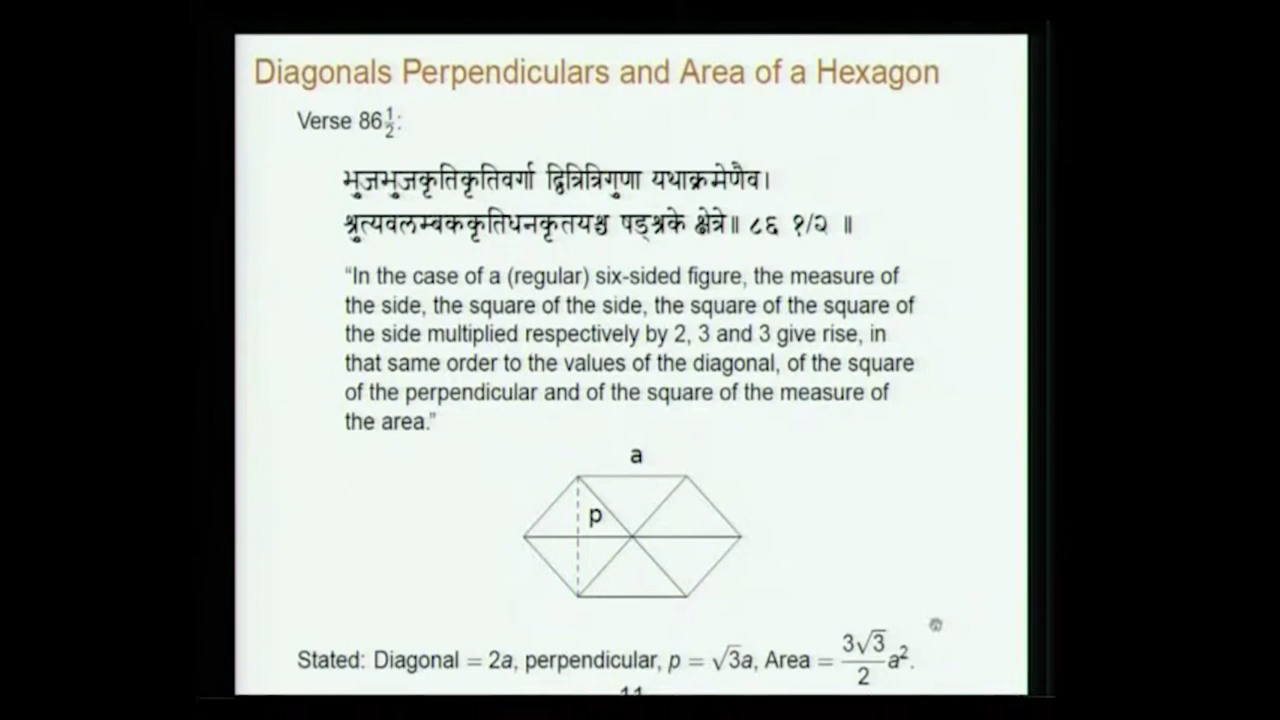 Diagonals Perpendiculars and Area of a Hexagon
Verse 86½:
भुजभुजकृतिकृतिवर्गा द्वित्रित्रिगुणा यथाक्रमेणैव।
श्रुत्यवलम्बककृतिधनकृतयश्च षड्श्रके क्षेत्रे॥ ८६ १/२ ॥
“In the case of a (regular) six-sided figure, the measure of
the side, the square of the side, the square of the square of
the side multiplied respectively by 2, 3 and 3 give rise, in
that same order to the values of the diagonal, of the square
of the perpendicular and of the square of the measure of
the area.”
a
p
Stated: Diagonal = 2a, perpendicular, p = √3a, Area = 3√3/2 a².